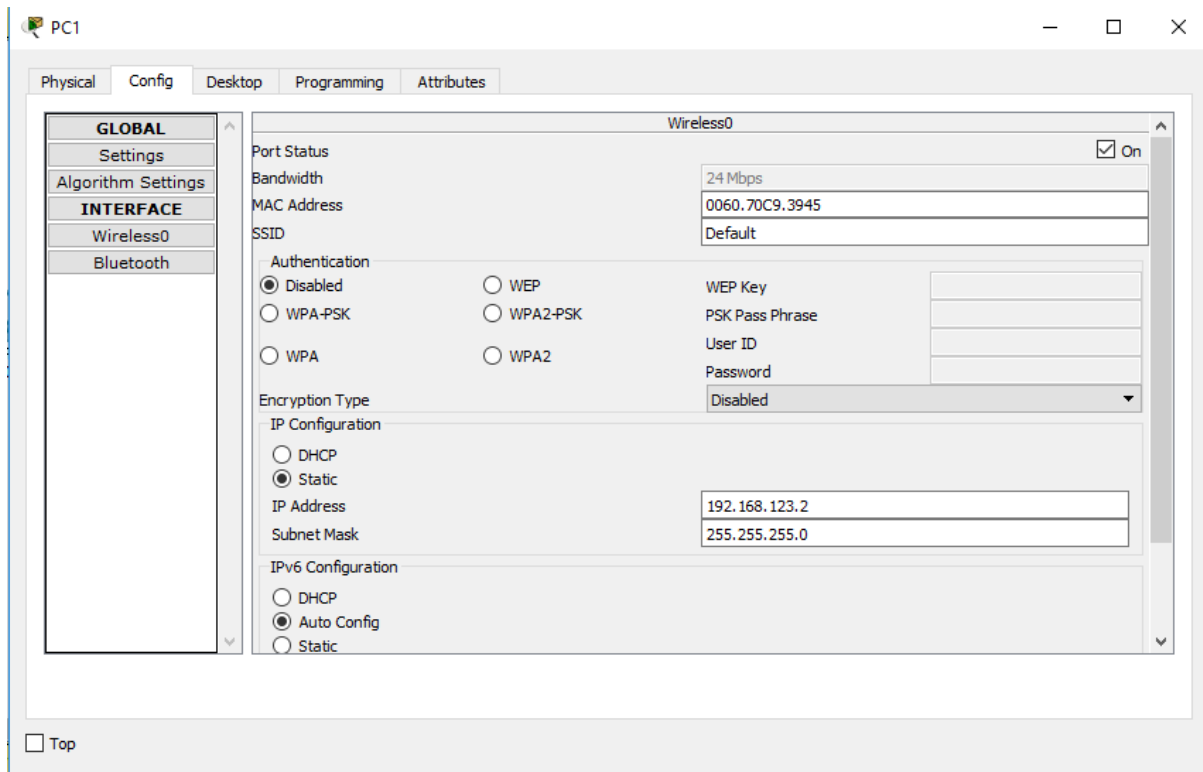 PC1
Physical Config Desktop Programming Attributes
GLOBAL
Settings
Algorithm Settings
INTERFACE
Wireless0
Bluetooth
Wireless0
Port Status On
Bandwidth 24 Mbps
MAC Address 0060.70C9.3945
SSID Default
Authentication
Disabled WEP WEP Key
WPA-PSK WPA2-PSK PSK Pass Phrase
User ID
WPA WPA2
Password
Encryption Type Disabled
IP Configuration
DHCP
Static
IP Address 192.168.123.2
Subnet Mask 255.255.255.0
IPv6 Configuration
DHCP
Auto Config
Static
Top